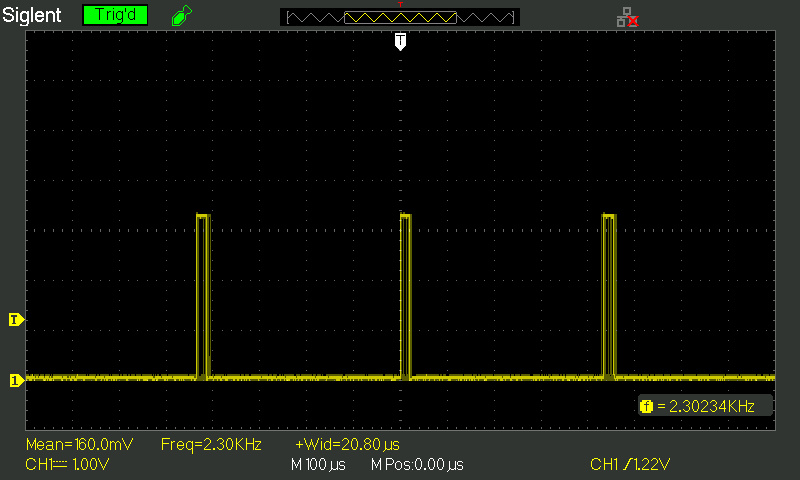 Siglent Trig'd
T
T
1
f = 2.30234KHz
Mean=160.0mV Freq=2.30KHz +Wid=20.80µs
CH1 1.00V M 100µs M Pos:0.00µs CH1 1.22V